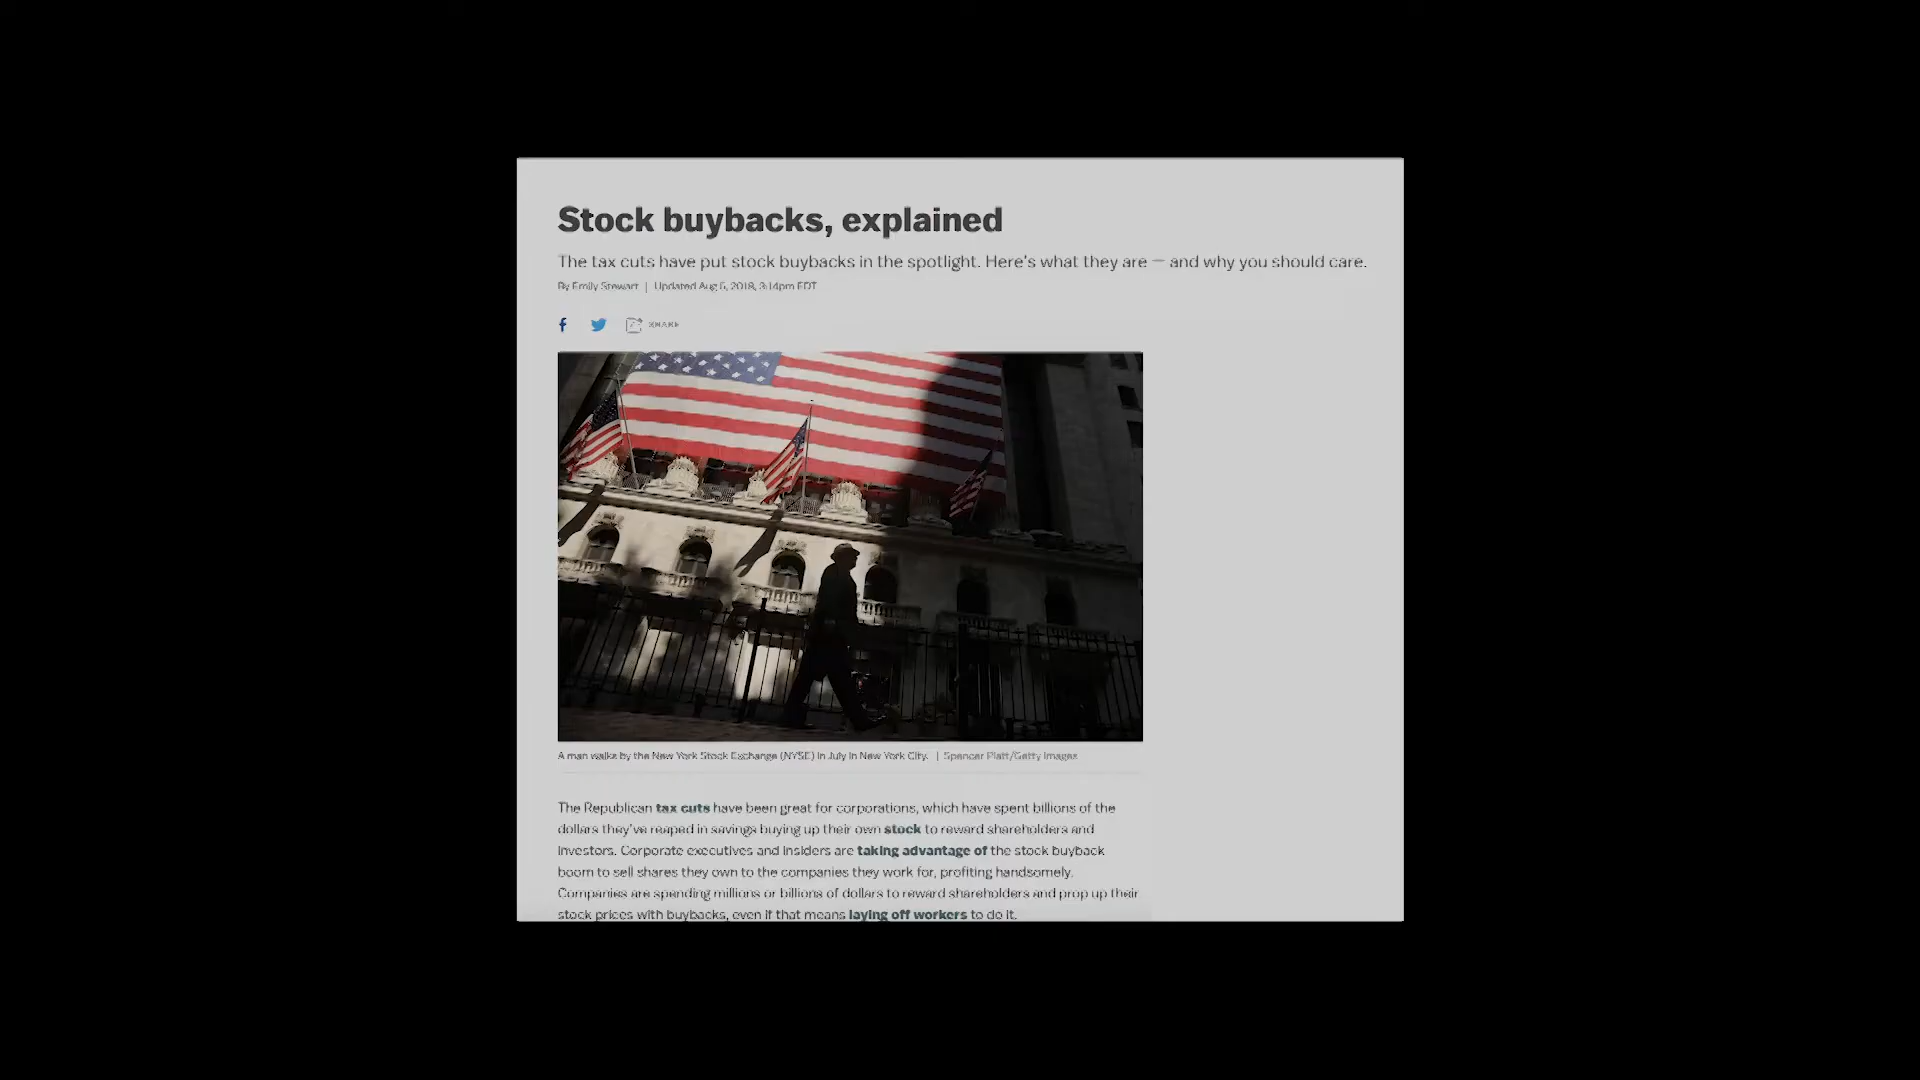 Stock buybacks, explained
The tax cuts have put stock buybacks in the spotlight. Here's what they are — and why you should care.
By Emily Stewart | Updated Aug 5, 2018, 3:14pm EDT
SHARE
A man walks by the New York Stock Exchange (NYSE) in July in New York City. | Spencer Platt/Getty Images
The Republican tax cuts have been great for corporations, which have spent billions of the
dollars they've reaped in savings buying up their own stock to reward shareholders and
investors. Corporate executives and insiders are taking advantage of the stock buyback
boom to sell shares they own to the companies they work for, profiting handsomely.
Companies are spending millions or billions of dollars to reward shareholders and prop up their
stock prices with buybacks, even if that means laying off workers to do it.